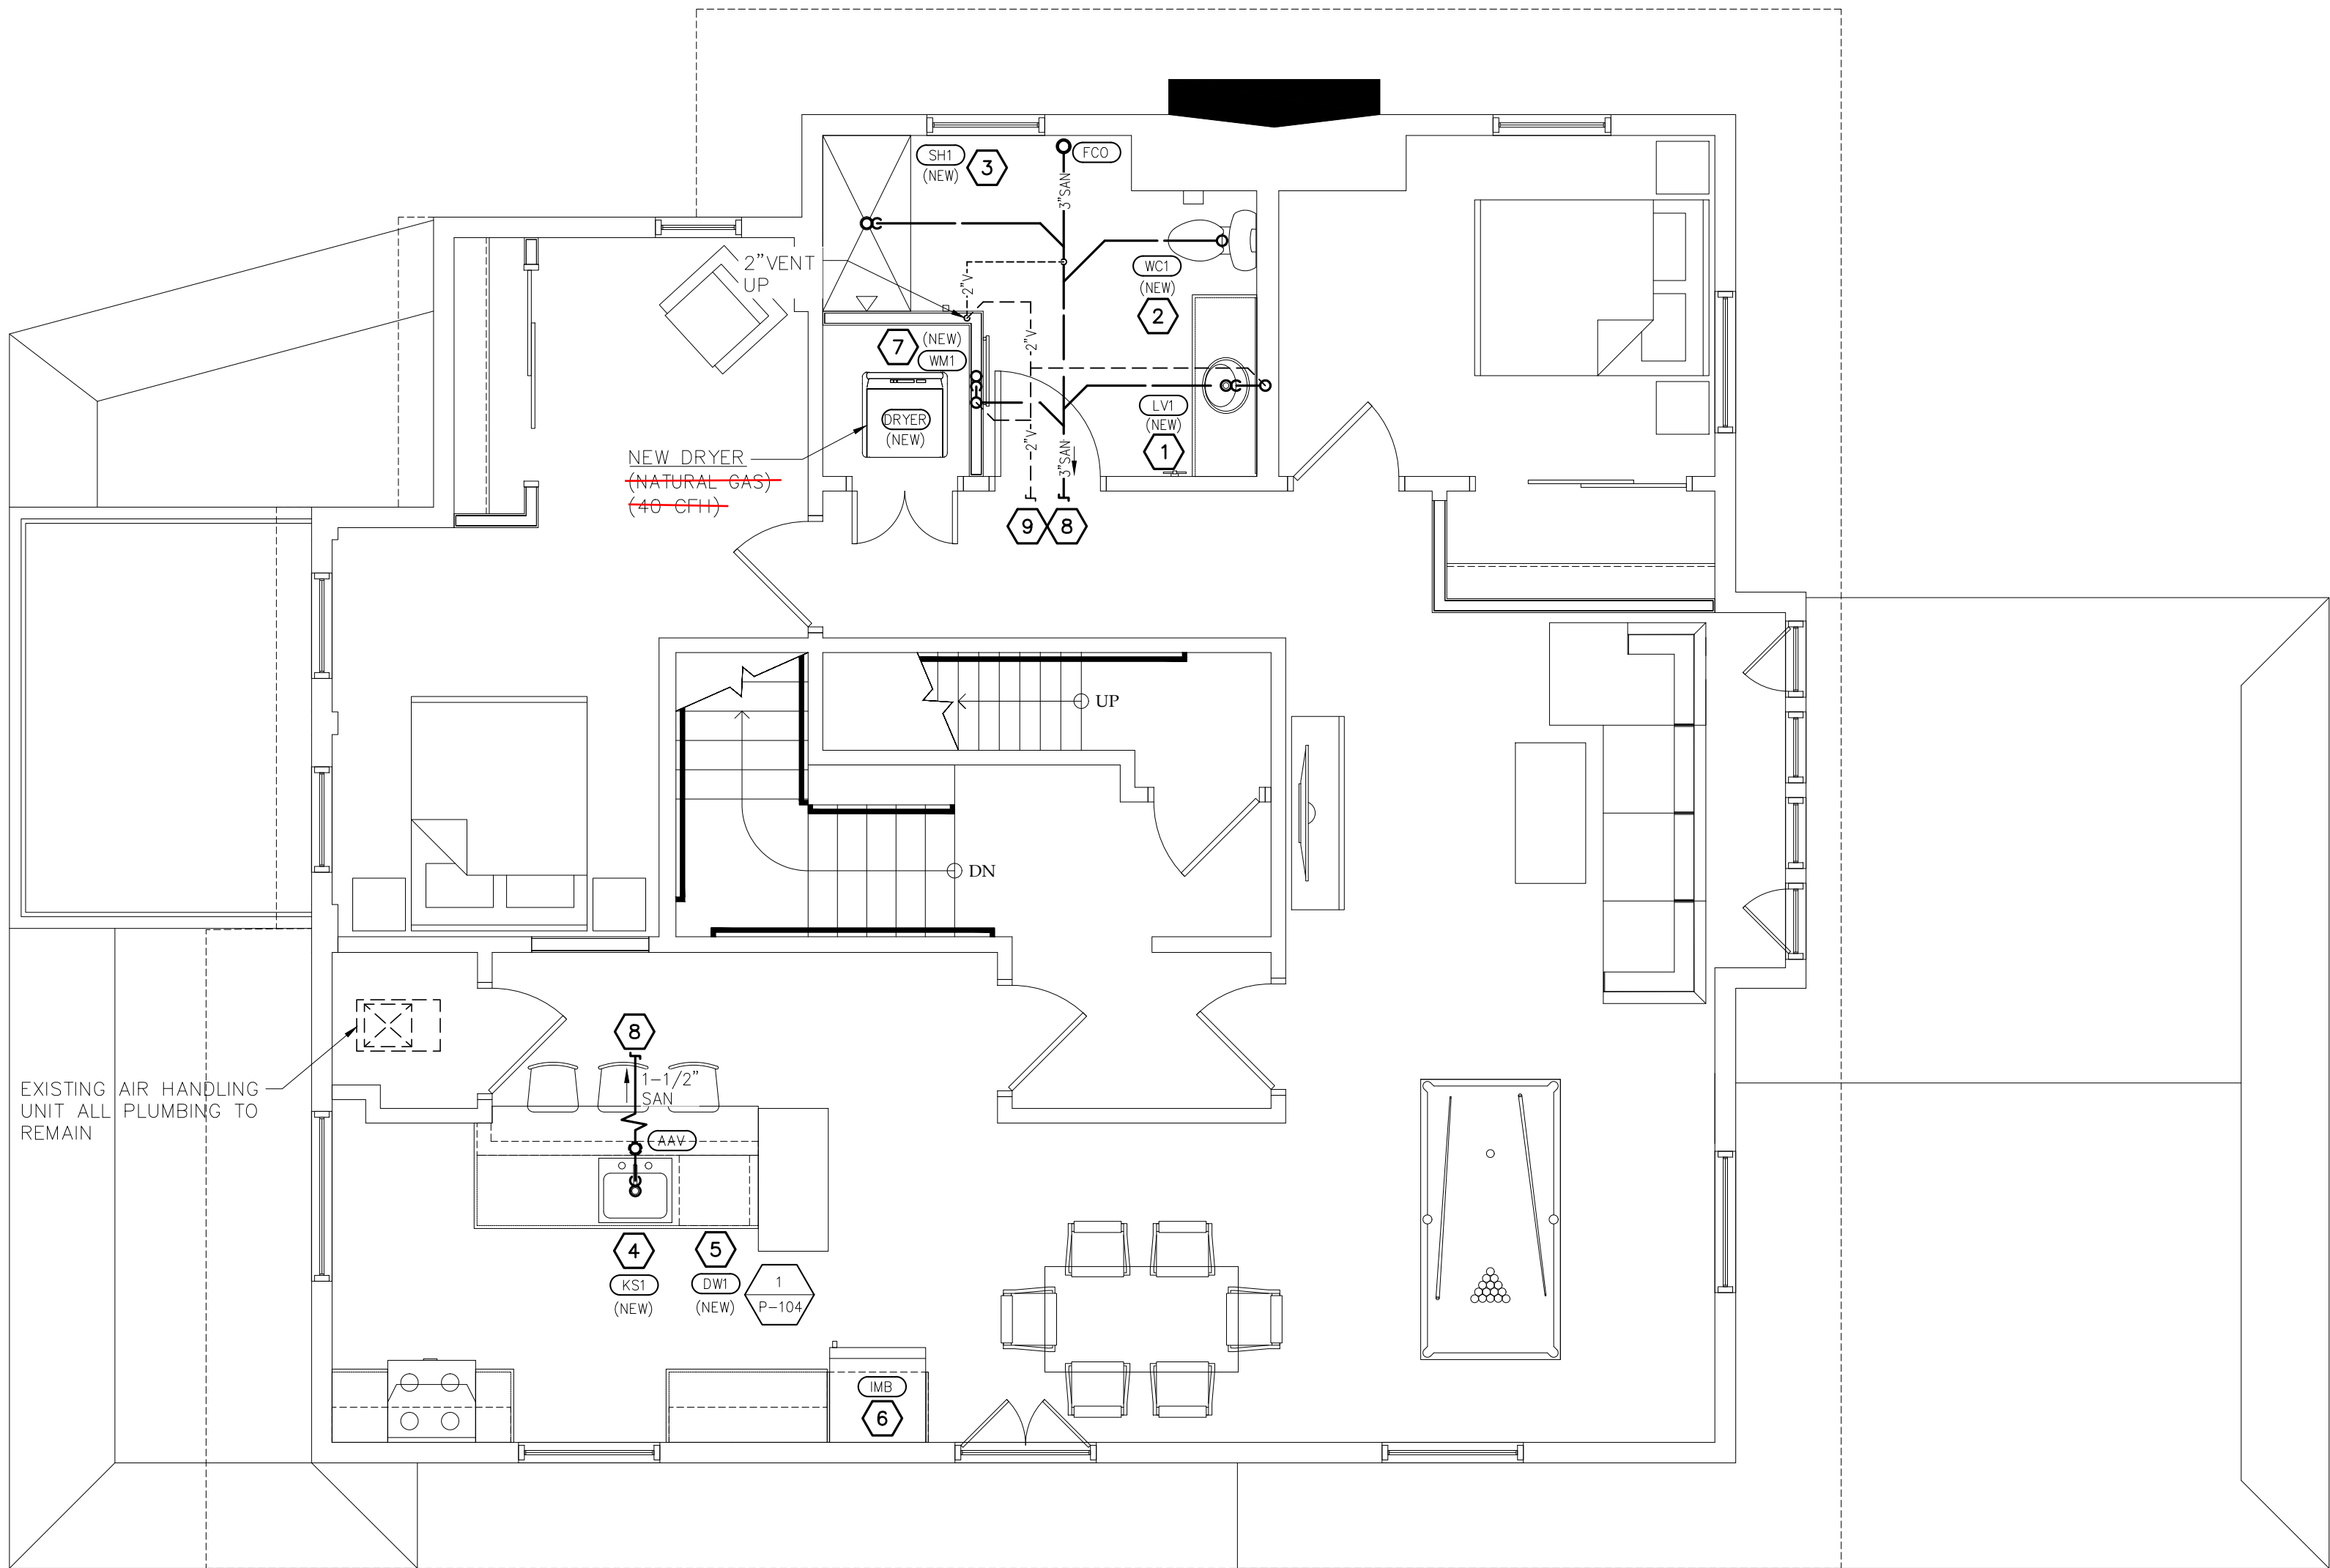 SH1
(NEW)
3
FCO
3"SAN
2"VENT
UP
2"V
WC1
(NEW)
2
7
(NEW)
WM1
2"V
DRYER
(NEW)
LV1
(NEW)
1
2"V
3"SAN
NEW DRYER
(NATURAL GAS)
(40 CFH)
9
8
UP
DN
8
1-1/2"
SAN
EXISTING AIR HANDLING
UNIT ALL PLUMBING TO
REMAIN
AAV
4
KS1
(NEW)
5
DW1
(NEW)
1
P-104
IMB
6